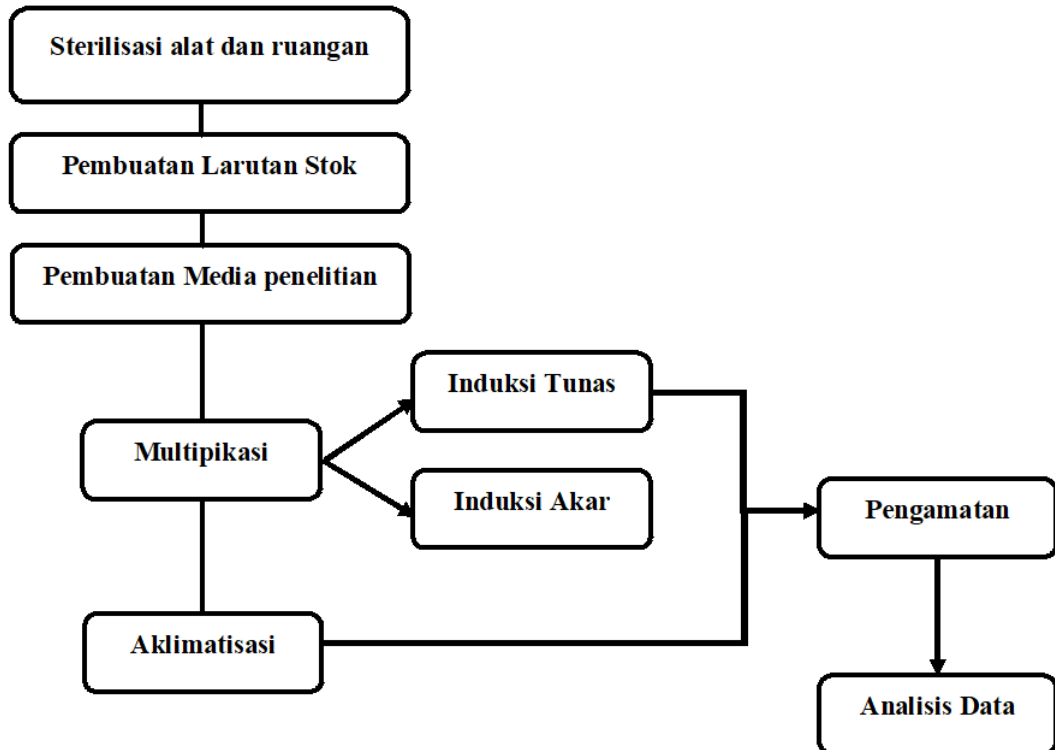 Sterilisasi alat dan ruangan
Pembuatan Larutan Stok
Pembuatan Media penelitian
Multipikasi
Induksi Tunas
Induksi Akar
Aklimatisasi
Pengamatan
Analisis Data